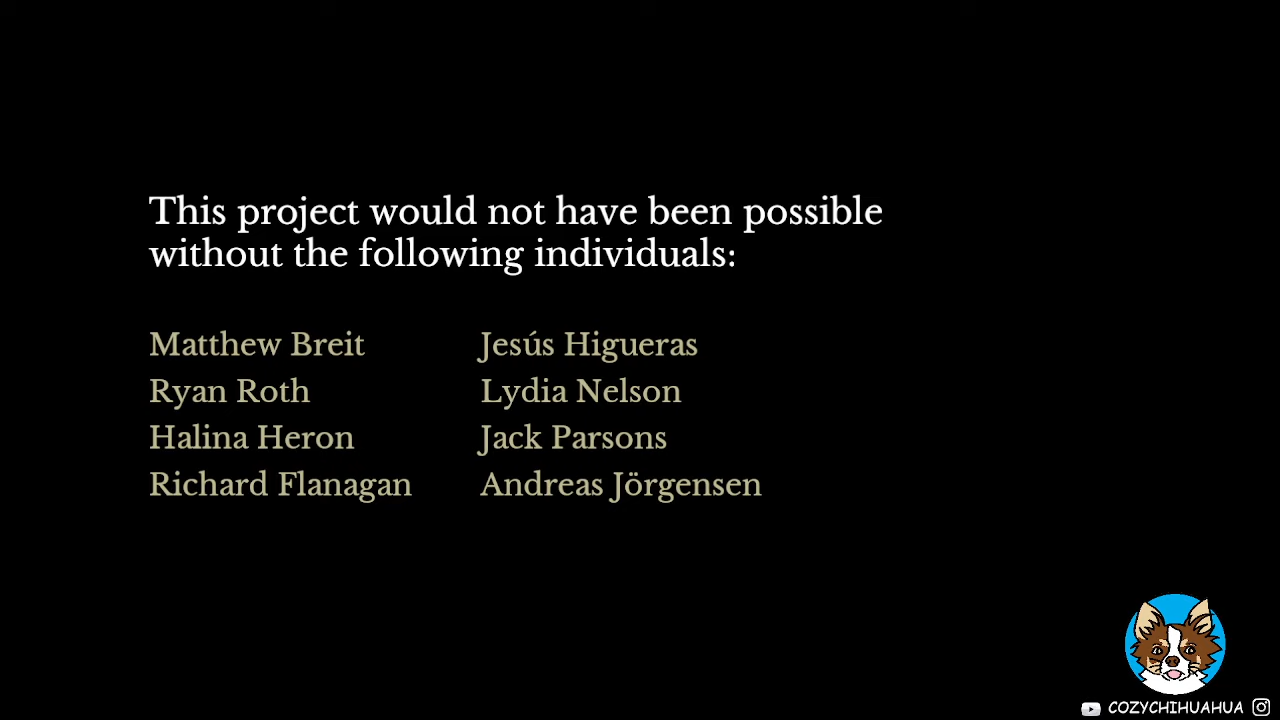 This project would not have been possible
without the following individuals:
Matthew Breit
Ryan Roth
Halina Heron
Richard Flanagan
Jesús Higueras
Lydia Nelson
Jack Parsons
Andreas Jörgensen
COZYCHIHUAHUA